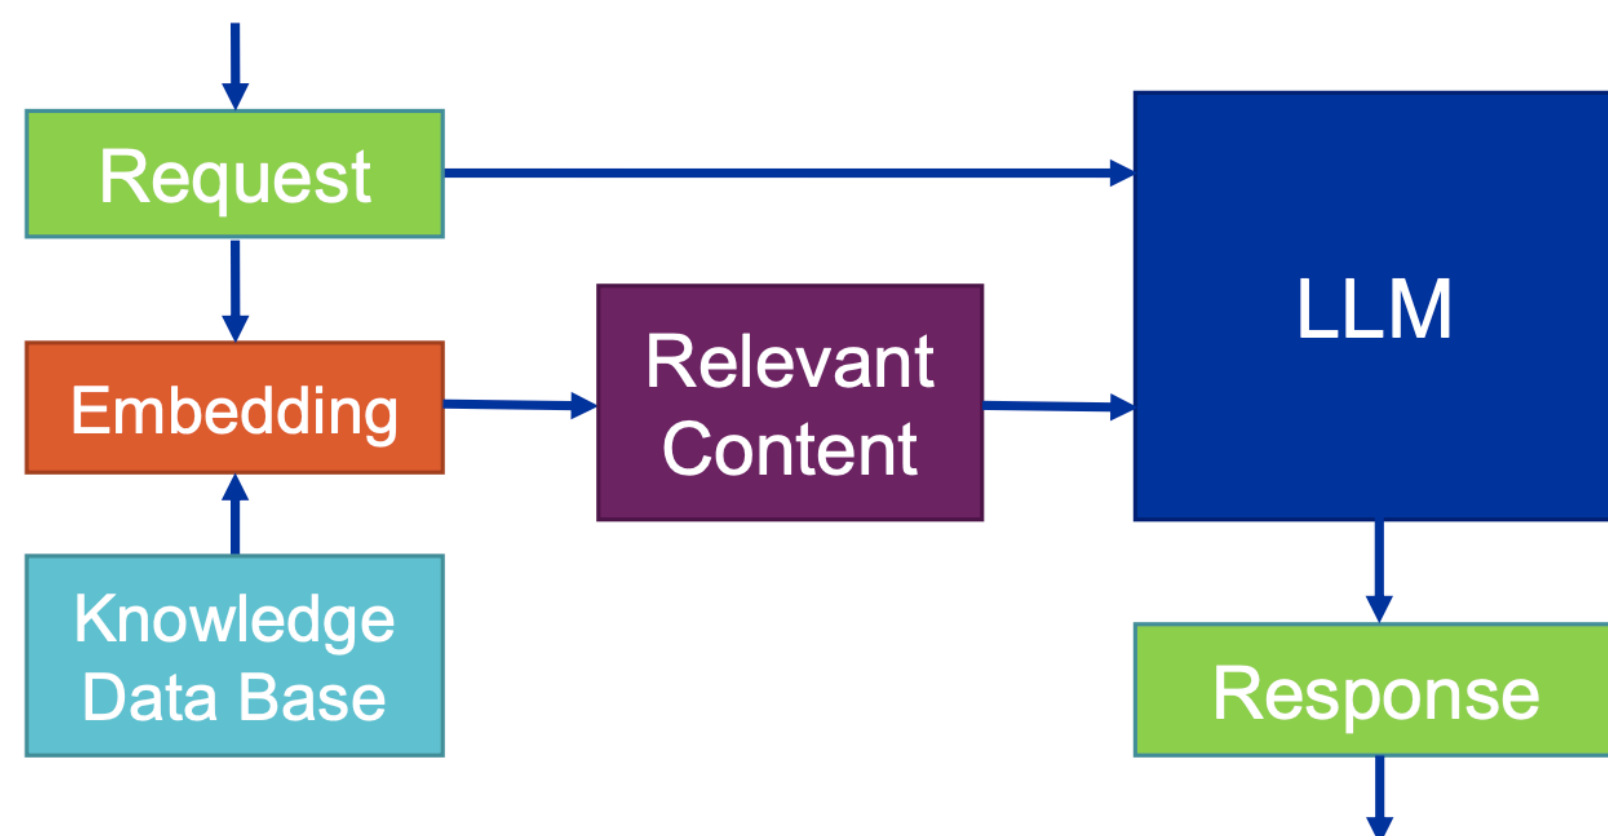 Request
Embedding
Knowledge
Data Base
Relevant
Content
LLM
Response